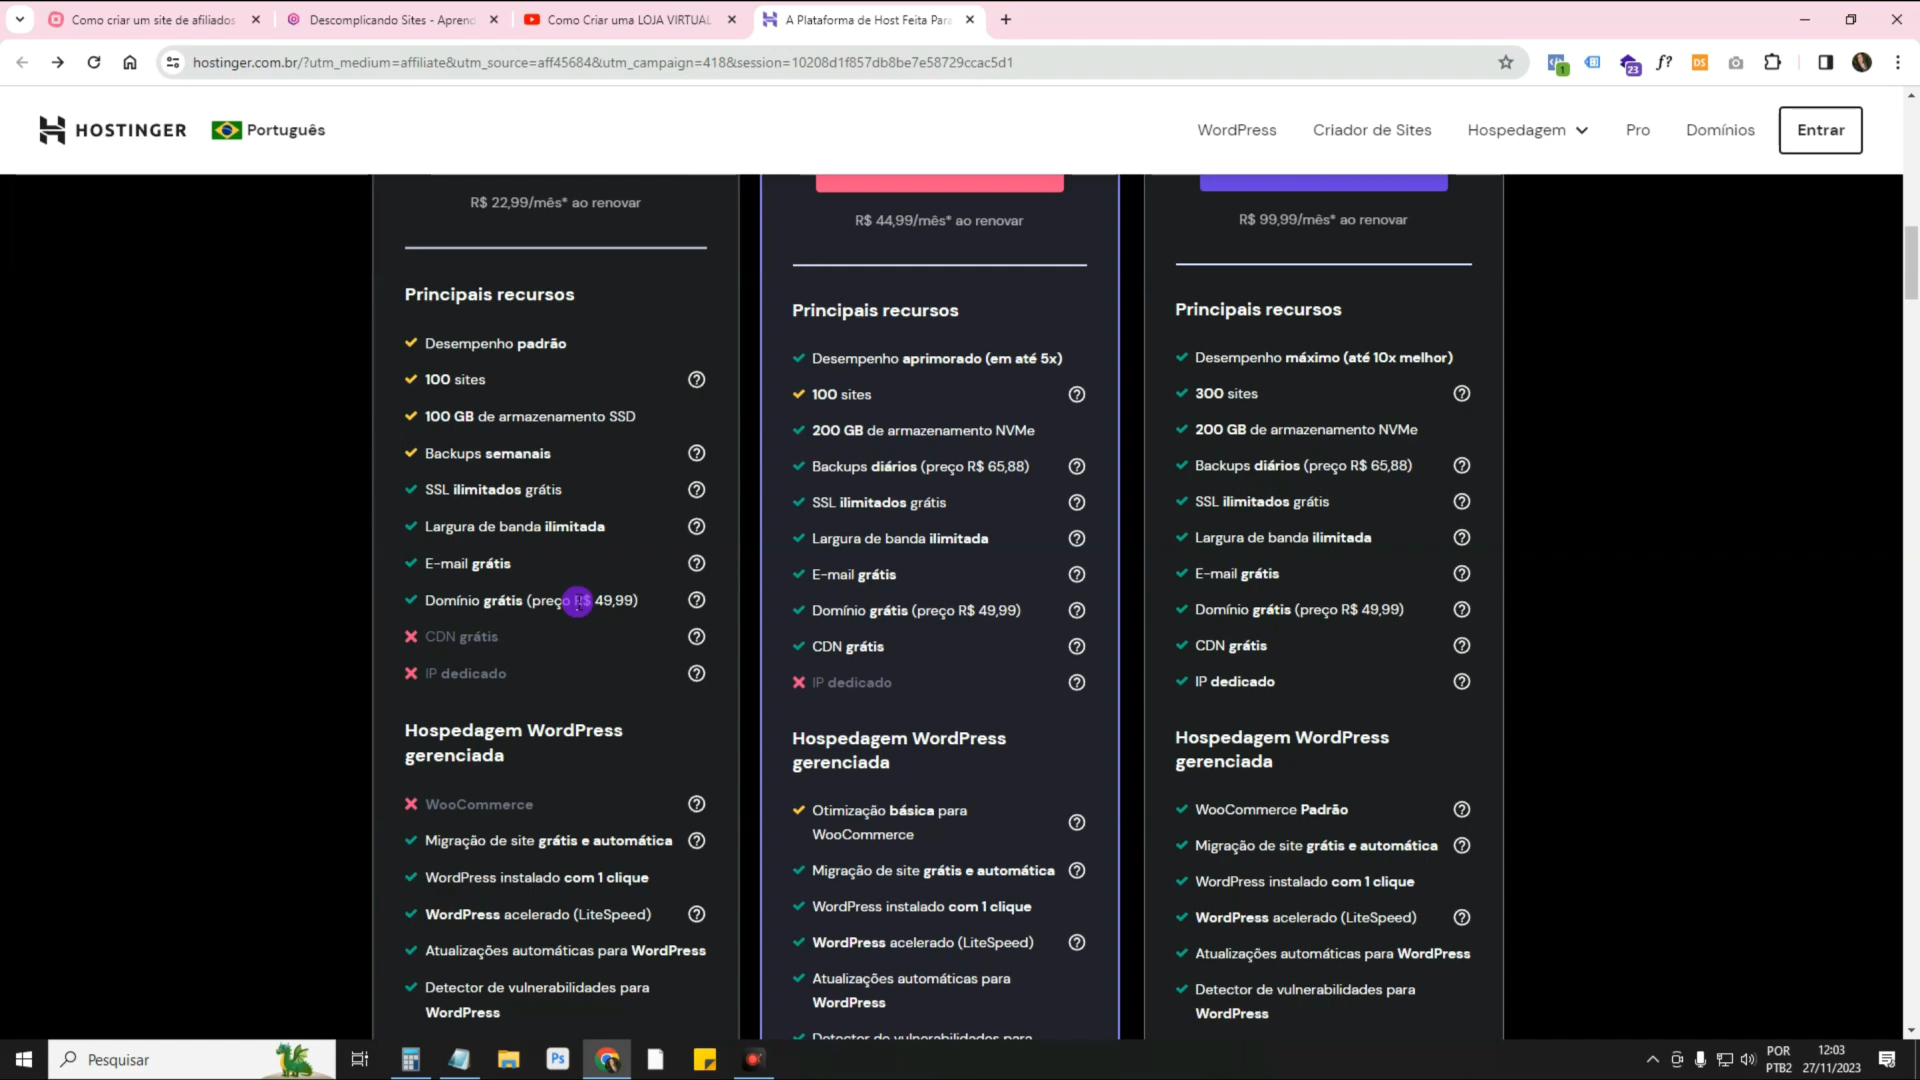 Como criar um site de afiliados
Descomplicando Sites - Apren
Como Criar uma LOJA VIRTUAL
A Plataforma de Host Feita Para
hostinger.com.br/?utm_medium=affiliate&utm_source=aff45684&utm_campaign=418&session=10208d1f857db8be7e58729ccac5d1
1
23
f?
DS
HOSTINGER
Português
WordPress
Criador de Sites
Hospedagem
Pro
Domínios
Entrar
R$ 22,99/mês* ao renovar
Principais recursos
Desempenho padrão
100 sites
100 GB de armazenamento SSD
Backups semanais
SSL ilimitados grátis
Largura de banda ilimitada
E-mail grátis
Domínio grátis (preço R$ 49,99)
CDN grátis
IP dedicado
Hospedagem WordPress
gerenciada
WooCommerce
Migração de site grátis e automática
WordPress instalado com 1 clique
WordPress acelerado (LiteSpeed)
Atualizações automáticas para WordPress
Detector de vulnerabilidades para
WordPress
R$ 44,99/mês* ao renovar
Principais recursos
Desempenho aprimorado (em até 5x)
100 sites
200 GB de armazenamento NVMe
Backups diários (preço R$ 65,88)
SSL ilimitados grátis
Largura de banda ilimitada
E-mail grátis
Domínio grátis (preço R$ 49,99)
CDN grátis
IP dedicado
Hospedagem WordPress
gerenciada
Otimização básica para
WooCommerce
Migração de site grátis e automática
WordPress instalado com 1 clique
WordPress acelerado (LiteSpeed)
Atualizações automáticas para
WordPress
Detector de vulnerabilidades para
R$ 99,99/mês* ao renovar
Principais recursos
Desempenho máximo (até 10x melhor)
300 sites
200 GB de armazenamento NVMe
Backups diários (preço R$ 65,88)
SSL ilimitados grátis
Largura de banda ilimitada
E-mail grátis
Domínio grátis (preço R$ 49,99)
CDN grátis
IP dedicado
Hospedagem WordPress
gerenciada
WooCommerce Padrão
Migração de site grátis e automática
WordPress instalado com 1 clique
WordPress acelerado (LiteSpeed)
Atualizações automáticas para WordPress
Detector de vulnerabilidades para
WordPress
Pesquisar
Ps
POR
PTB2
12:03
27/11/2023